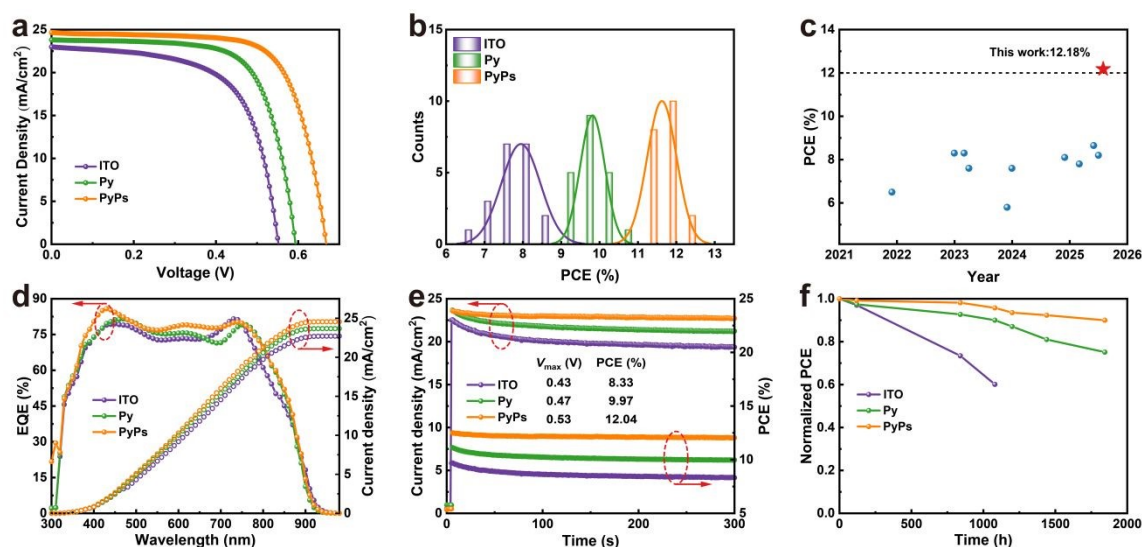 a
25
20
15
10
5
0
Current Density (mA/cm²)
0.0 0.2 0.4 0.6
Voltage (V)
ITO
Py
PyPs
b
15
10
5
0
Counts
6 7 8 9 10 11 12 13
PCE (%)
ITO
Py
PyPs
c
14
12
10
8
6
PCE (%)
This work:12.18%
2021 2022 2023 2024 2025 2026
Year
d
90
75
60
45
30
15
0
EQE (%)
300 400 500 600 700 800 900
Wavelength (nm)
25
20
15
10
5
0
Current density (mA/cm²)
ITO
Py
PyPs
e
25
20
15
10
5
0
Current density (mA/cm²)
Vmax (V) PCE (%)
ITO 0.43 8.33
Py 0.47 9.97
PyPs 0.53 12.04
0 100 200 300
Time (s)
25
20
15
10
5
PCE (%)
f
1.0
0.8
0.6
0.4
0.2
0.0
Normalized PCE
0 500 1000 1500 2000
Time (h)
ITO
Py
PyPs